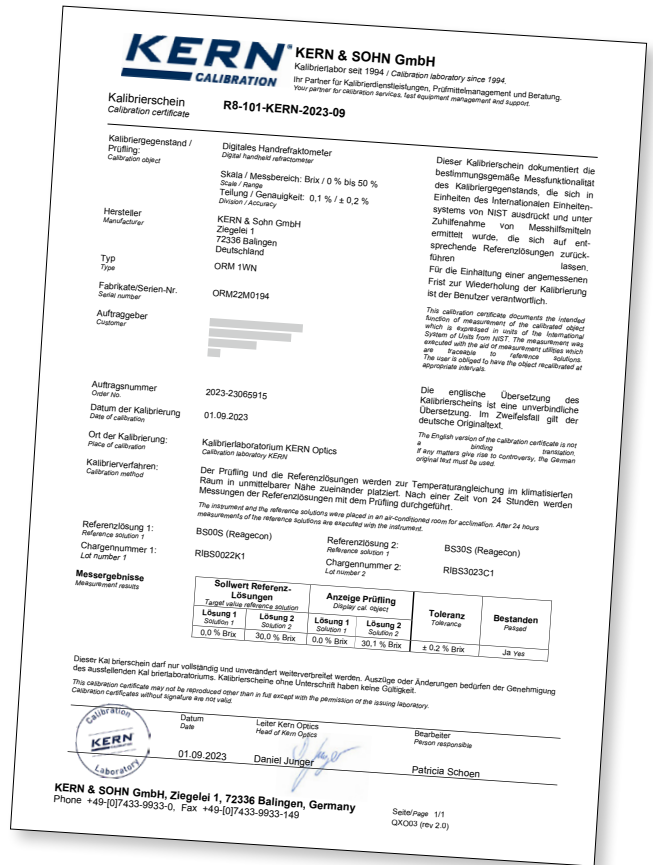 KERN
CALIBRATION
KERN & SOHN GmbH
Kalibrierlabor seit 1994 / Calibration laboratory since 1994.
Ihr Partner für Kalibrierdienstleistungen, Prüfmittelmanagement und Beratung.
Your partner for calibration services, test equipment management and support.
Kalibrierschein
Calibration certificate
R8-101-KERN-2023-09
Kalibriergegenstand /
Prüfling:
Calibration object
Digitales Handrefraktometer
Digital handheld refractometer
Skala / Messbereich: Brix / 0 % bis 50 %
Scale / Range
Teilung / Genauigkeit: 0,1 % / ± 0,2 %
Division / Accuracy
Hersteller
Manufacturer
KERN & Sohn GmbH
Ziegelei 1
72336 Balingen
Deutschland
Typ
Type
ORM 1WN
Fabrikate/Serien-Nr.
Serial number
ORM22M0194
Auftraggeber
Customer
Dieser Kalibrierschein dokumentiert die
bestimmungsgemäße Messfunktionalität
des Kalibriergegenstands, die sich in
Einheiten des Internationalen Einheiten-
systems von NIST ausdrückt und unter
Zuhilfenahme von Messhilfsmitteln
ermittelt wurde, die sich auf ent-
sprechende Referenzlösungen zurück-
führen lassen.
Für die Einhaltung einer angemessenen
Frist zur Wiederholung der Kalibrierung
ist der Benutzer verantwortlich.
This calibration certificate documents the intended
function of measurement of the calibrated object
which is expressed in units of the International
System of Units from NIST. The measurement was
executed with the aid of measurement utilities which
are traceable to reference solutions.
The user is obliged to have the object recalibrated at
appropriate intervals.
Auftragsnummer
Order No.
2023-23065915
Datum der Kalibrierung
Date of calibration
01.09.2023
Die englische Übersetzung des
Kalibrierscheins ist eine unverbindliche
Übersetzung. Im Zweifelsfall gilt der
deutsche Originaltext.
The English version of the calibration certificate is not
a binding translation.
If any matters give rise to controversy, the German
original text must be used.
Ort der Kalibrierung:
Place of calibration
Kalibrierlaboratorium KERN Optics
Calibration laboratory KERN
Kalibrierverfahren:
Calibration method
Der Prüfling und die Referenzlösungen werden zur Temperaturangleichung im klimatisierten
Raum in unmittelbarer Nähe zueinander platziert. Nach einer Zeit von 24 Stunden werden
Messungen der Referenzlösungen mit dem Prüfling durchgeführt.
The instrument and the reference solutions were placed in an air-conditioned room for acclimation. After 24 hours
measurements of the reference solutions are executed with the instrument.
Referenzlösung 1:
Reference solution 1
BS00S (Reagecon)
Referenzlösung 2:
Reference solution 1
BS30S (Reagecon)
Chargennummer 1:
Lot number 1
RIBS0022K1
Chargennummer 2:
Lot number 2
RIBS3023C1
Messergebnisse
Measurement results
Sollwert Referenz-
Lösungen
Target value reference solution
Anzeige Prüfling
Display cal. object
Toleranz
Tolerance
Bestanden
Passed
Lösung 1
Solution 1
Lösung 2
Solution 2
Lösung 1
Solution 1
Lösung 2
Solution 2
0,0 % Brix 30,0 % Brix 0,0 % Brix 30,1 % Brix ± 0.2 % Brix Ja Yes
Dieser Kal brierschein darf nur vollständig und unverändert weiterverbreitet werden. Auszüge oder Änderungen bedürfen der Genehmigung
des ausstellenden Kal brierlaboratoriums. Kalibrierscheine ohne Unterschrift haben keine Gültigkeit.
This calibration certificate may not be reproduced other than in full except with the permission of the issuing laboratory.
Calibration certificates without signature are not valid.
Calibration
KERN
Laboratory
Datum
Date
01.09.2023
Leiter Kern Optics
Head of Kern Optics
Daniel Junger
Bearbeiter
Person responsible
Patricia Schoen
KERN & SOHN GmbH, Ziegelei 1, 72336 Balingen, Germany
Phone +49-[0]7433-9933-0, Fax +49-[0]7433-9933-149
Seite/Page 1/1
QXO03 (rev 2.0)